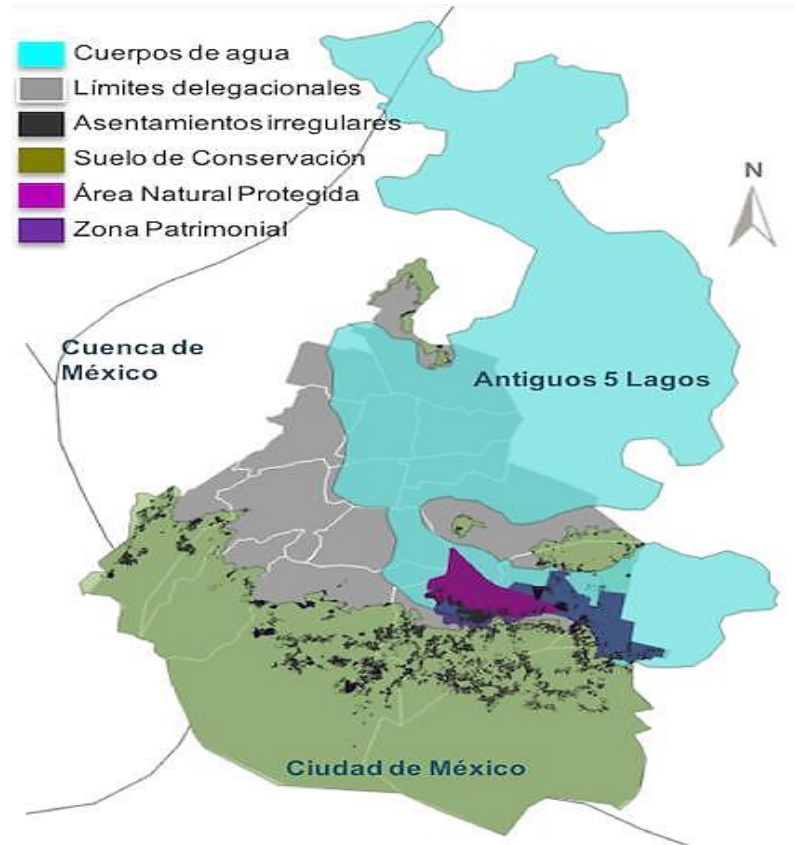 Cuerpos de agua
Límites delegacionales
Asentamientos irregulares
Suelo de Conservación
Área Natural Protegida
Zona Patrimonial
N
Cuenca de
México
Antiguos 5 Lagos
Ciudad de México